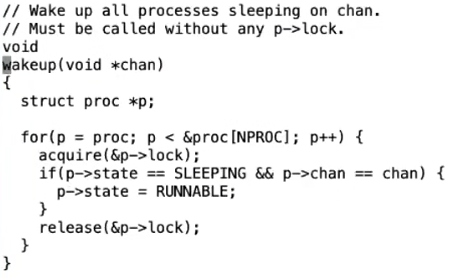 // Wake up all processes sleeping on chan.
// Must be called without any p->lock.
void
wakeup(void *chan)
{
  struct proc *p;

  for(p = proc; p < &proc[NPROC]; p++) {
    acquire(&p->lock);
    if(p->state == SLEEPING && p->chan == chan) {
      p->state = RUNNABLE;
    }
    release(&p->lock);
  }
}